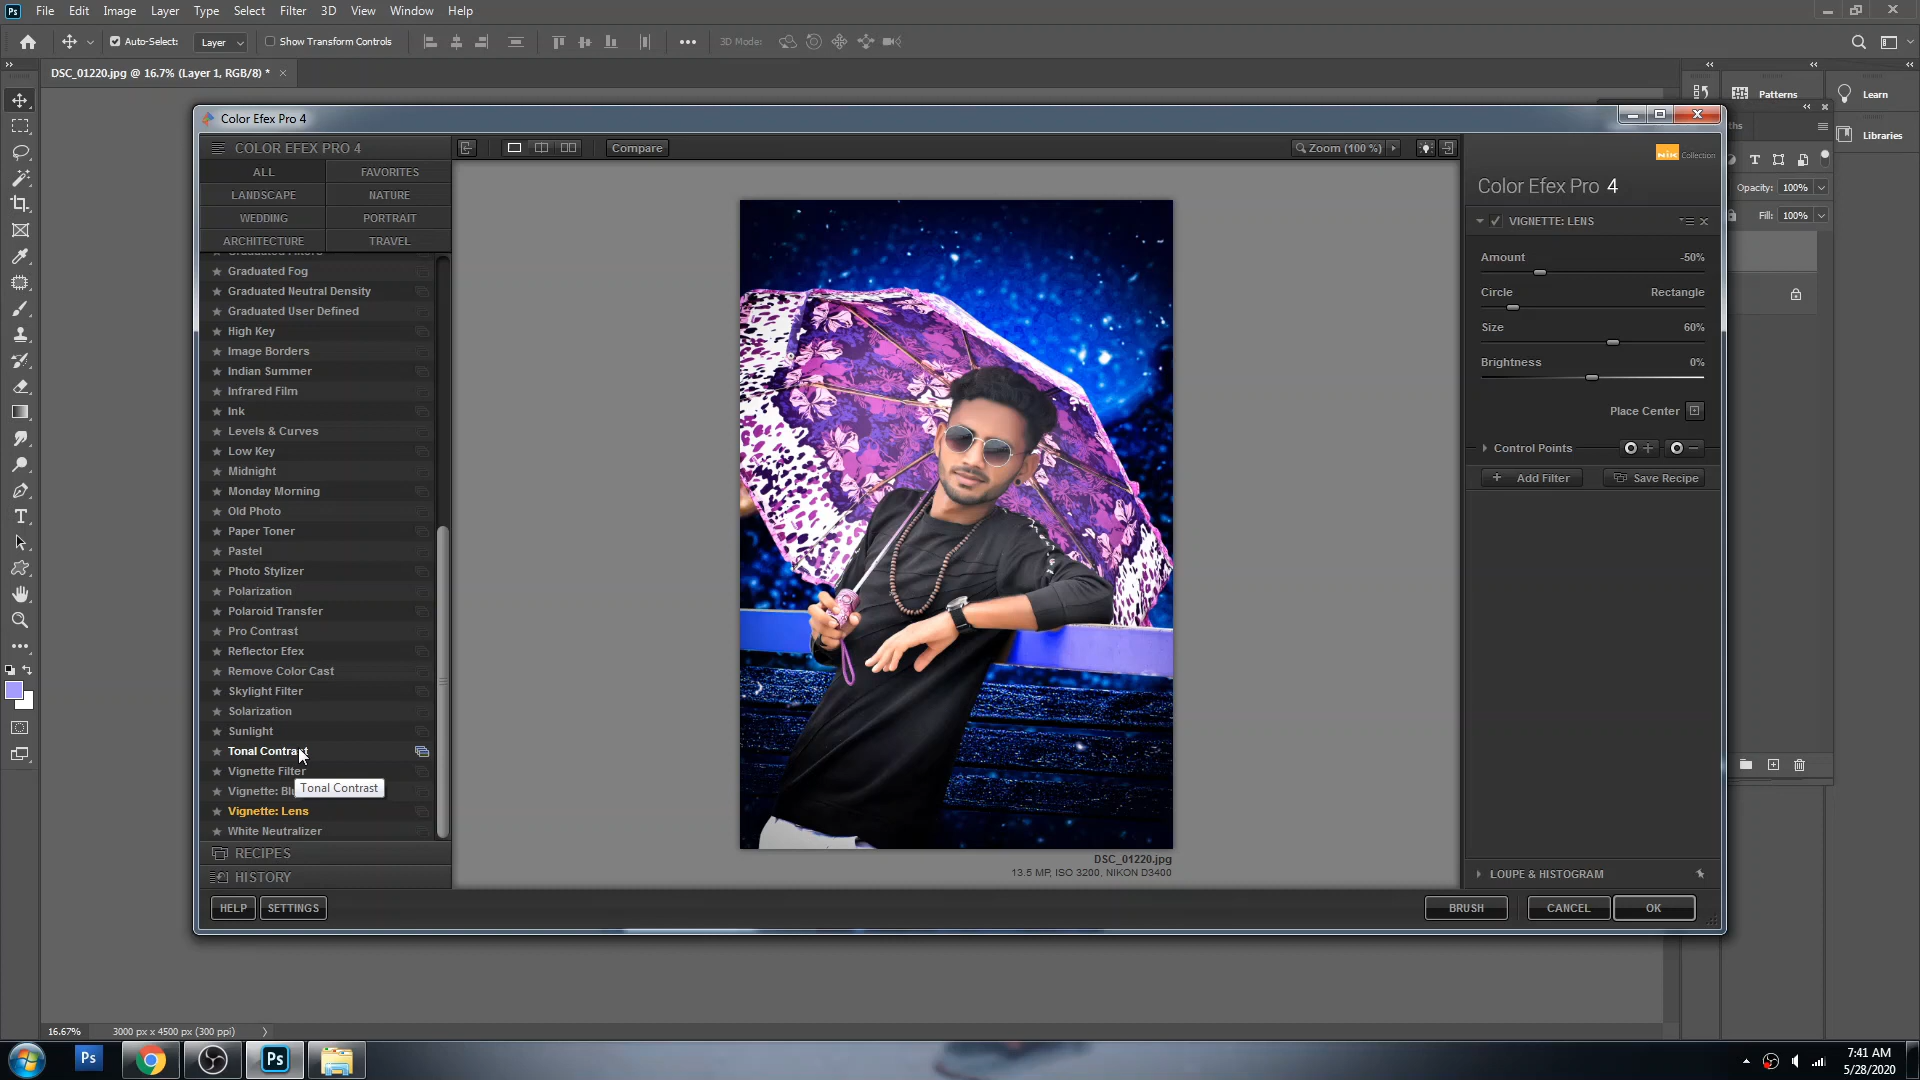 Ps File Edit Image Layer Type Select Filter 3D View Window Help
Auto-Select: Layer Show Transform Controls 3D Mode:
DSC_01220.jpg @ 16.7% (Layer 1, RGB/8) *
Patterns Learn
Libraries
Color Efex Pro 4
COLOR EFEX PRO 4 Compare Zoom (100 %) Nik Collection
ALL FAVORITES
LANDSCAPE NATURE
WEDDING PORTRAIT
ARCHITECTURE TRAVEL
Graduated Fog
Graduated Neutral Density
Graduated User Defined
High Key
Image Borders
Indian Summer
Infrared Film
Ink
Levels & Curves
Low Key
Midnight
Monday Morning
Old Photo
Paper Toner
Pastel
Photo Stylizer
Polarization
Polaroid Transfer
Pro Contrast
Reflector Efex
Remove Color Cast
Skylight Filter
Solarization
Sunlight
Tonal Contrast
Vignette Filter
Tonal Contrast
Vignette: Blu
Vignette: Lens
White Neutralizer
RECIPES
HISTORY
HELP SETTINGS
DSC_01220.jpg
13.5 MP, ISO 3200, NIKON D3400
Color Efex Pro 4
VIGNETTE: LENS
Amount -50%
Circle Rectangle
Size 60%
Brightness 0%
Place Center
Control Points
Add Filter Save Recipe
LOUPE & HISTOGRAM
BRUSH CANCEL OK
Opacity: 100%
Fill: 100%
16.67% 3000 px x 4500 px (300 ppi)
Ps Ps
7:41 AM
5/28/2020